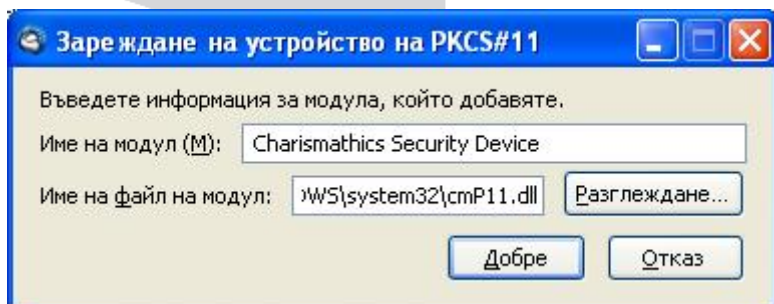 Зареждане на устройство на PKCS#11
Въведете информация за модула, който добавяте.
Име на модул (M): Charismathics Security Device
Име на файл на модул: WS\system32\cmP11.dll Разглеждане...
Добре Отказ